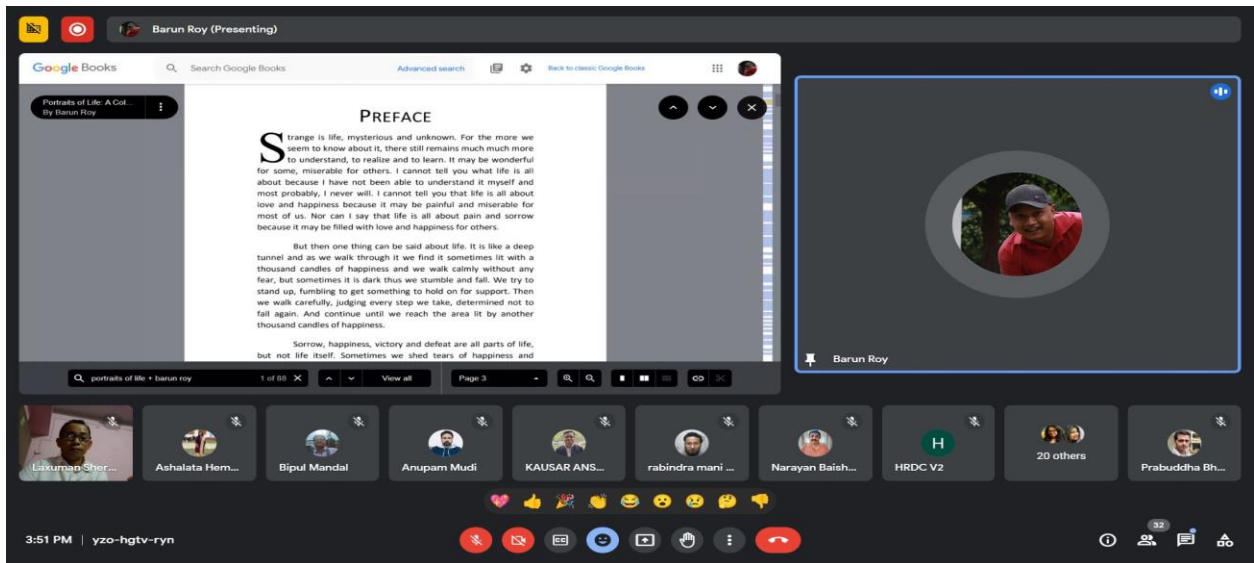 Barun Roy (Presenting)
Google Books
Search Google Books
Advanced search
Back to classic Google Books
Portraits of Life: A Col...
By Barun Roy
PREFACE
Strange is life, mysterious and unknown. For the more we
seem to know about it, there still remains much much more
to understand, to realize and to learn. It may be wonderful
for some, miserable for others. I cannot tell you what life is all
about because I have not been able to understand it myself and
most probably, I never will. I cannot tell you that life is all about
love and happiness because it may be painful and miserable for
most of us. Nor can I say that life is all about pain and sorrow
because it may be filled with love and happiness for others.
But then one thing can be said about life. It is like a deep
tunnel and as we walk through it we find it sometimes lit with a
thousand candles of happiness and we walk calmly without any
fear, but sometimes it is dark thus we stumble and fall. We try to
stand up, fumbling to get something to hold on for support. Then
we walk carefully, judging every step we take, determined not to
fall again. And continue until we reach the area lit by another
thousand candles of happiness.
Sorrow, happiness, victory and defeat are all parts of life,
but not life itself. Sometimes we shed tears of happiness and
portraits of life + barun roy
1 of 88
View all
Page 3
Barun Roy
Laxuman Sher...
Ashalata Hem...
Bipul Mandal
Anupam Mudi
KAUSAR ANS...
rabindra mani ...
Narayan Baish...
H
HRDC V2
20 others
Prabuddha Bh...
3:51 PM | yzo-hgtv-ryn
CC
32